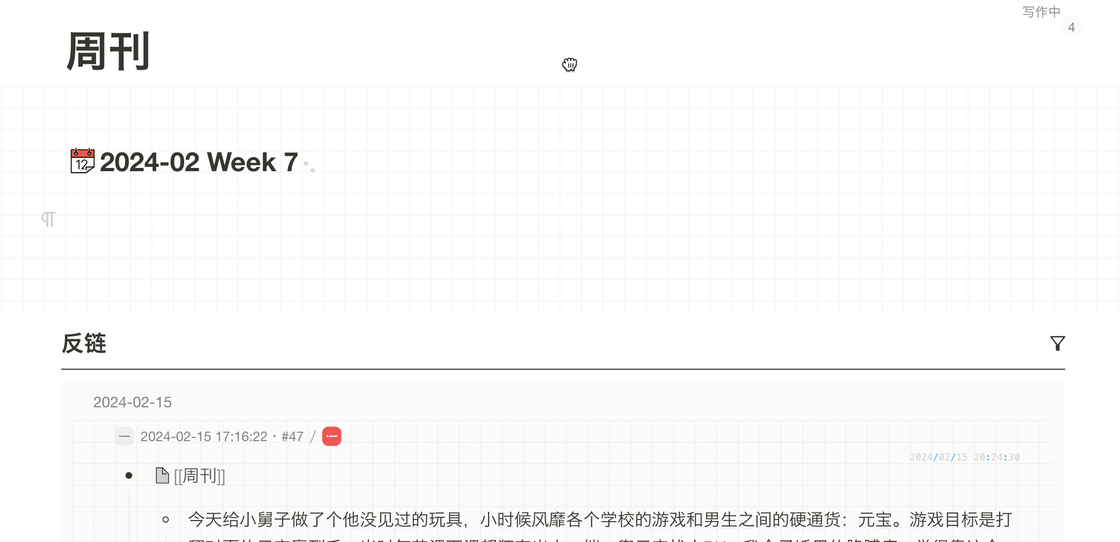 写作中
4
周刊
2024-02 Week 7
反链
2024-02-15
2024-02-15 17:16:22 · #47 /
2024/02/15 20:24:30
[[周刊]]
今天给小舅子做了个他没见过的玩具，小时候风靡各个学校的游戏和男生之间的硬通货：元宝。游戏目标是打